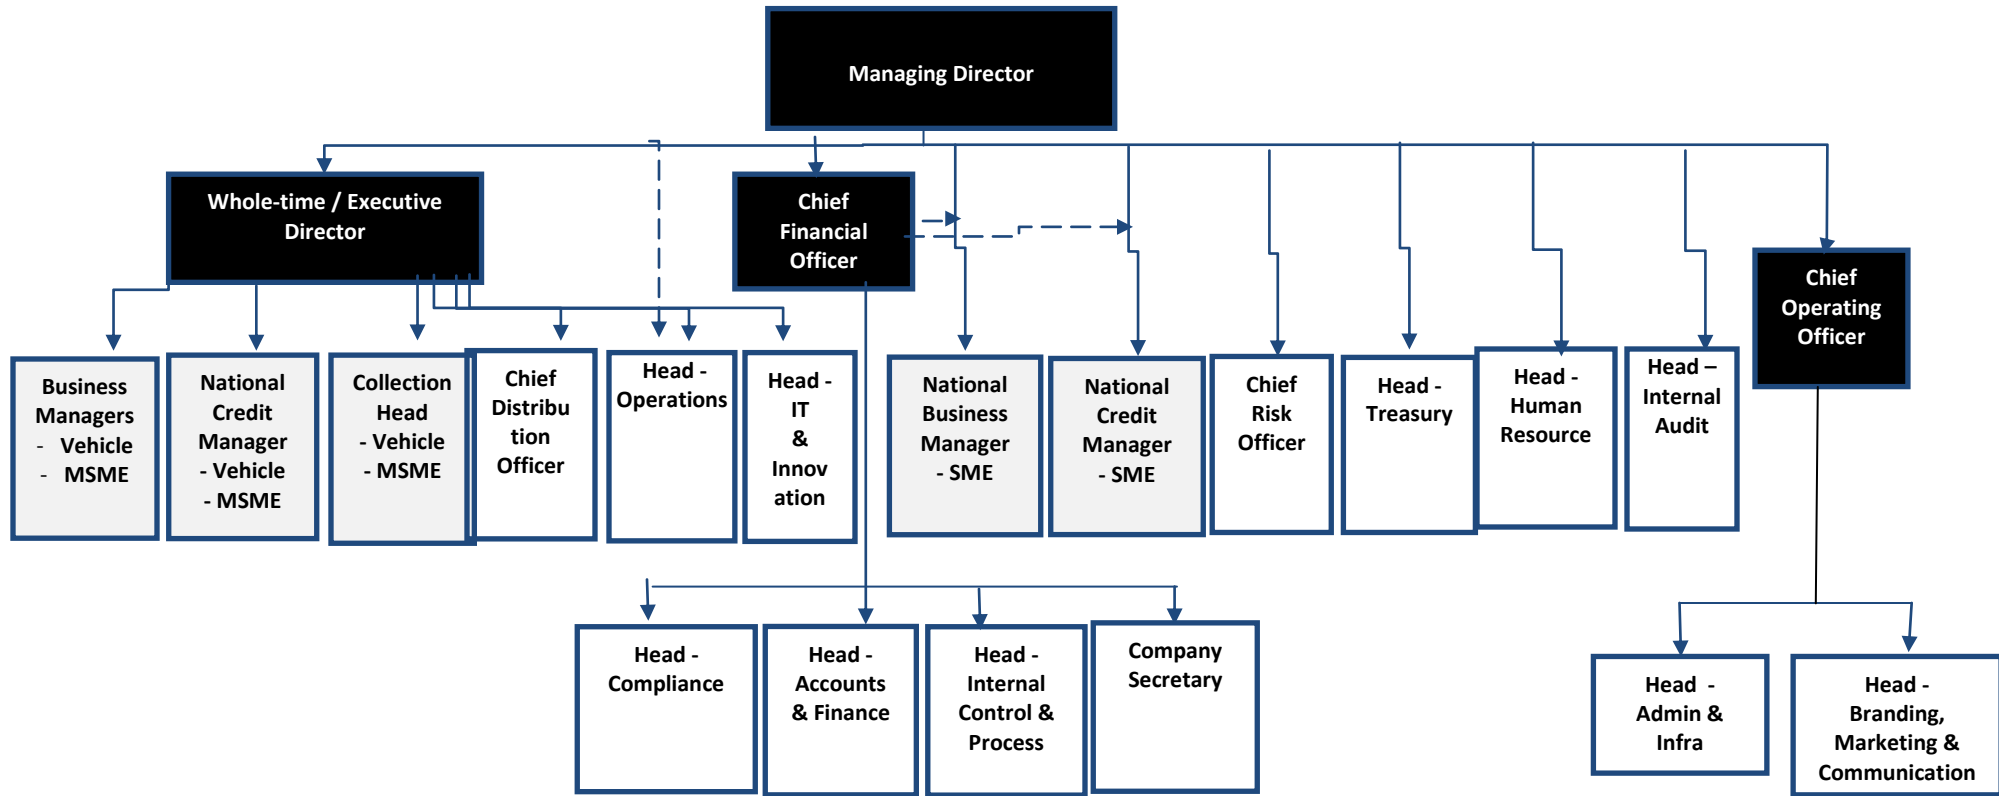 Managing Director
Whole-time / Executive
Director
Chief
Financial
Officer
Chief
Operating
Officer
Business
Managers
- Vehicle
- MSME
National
Credit
Manager
- Vehicle
- MSME
Collection
Head
- Vehicle
- MSME
Chief
Distribu
tion
Officer
Head -
Operations
Head -
IT
&
Innov
ation
National
Business
Manager
- SME
National
Credit
Manager
- SME
Chief
Risk
Officer
Head -
Treasury
Head -
Human
Resource
Head –
Internal
Audit
Head -
Compliance
Head -
Accounts
& Finance
Head -
Internal
Control &
Process
Company
Secretary
Head -
Admin &
Infra
Head -
Branding,
Marketing &
Communication